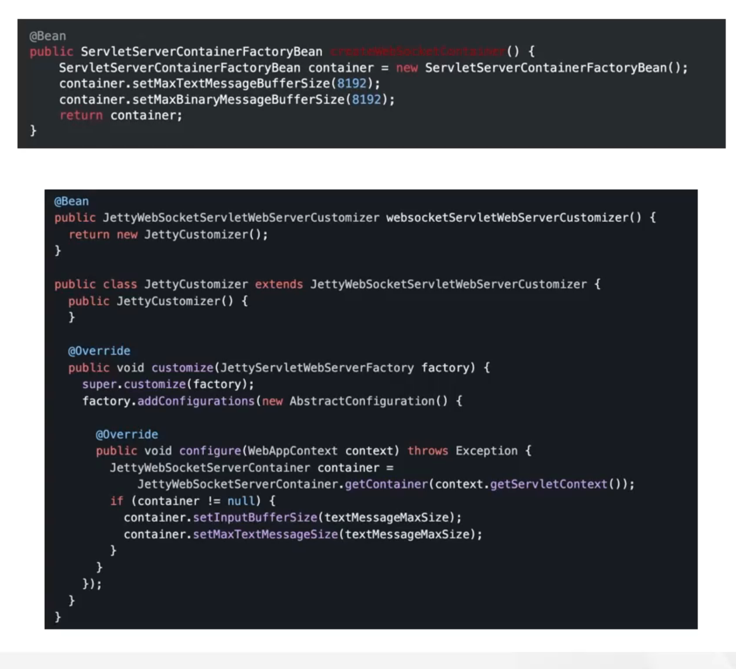 @Bean
public ServletServerContainerFactoryBean () {
    ServletServerContainerFactoryBean container = new ServletServerContainerFactoryBean();
    container.setMaxTextMessageBufferSize(8192);
    container.setMaxBinaryMessageBufferSize(8192);
    return container;
}
@Bean
public JettyWebSocketServletWebServerCustomizer websocketServletWebServerCustomizer() {
  return new JettyCustomizer();
}
public class JettyCustomizer extends JettyWebSocketServletWebServerCustomizer {
  public JettyCustomizer() {
  }
  @Override
  public void customize(JettyServletWebServerFactory factory) {
    super.customize(factory);
    factory.addConfigurations(new AbstractConfiguration() {
      @Override
      public void configure(WebAppContext context) throws Exception {
        JettyWebSocketServerContainer container =
            JettyWebSocketServerContainer.getContainer(context.getServletContext());
        if (container != null) {
          container.setInputBufferSize(textMessageMaxSize);
          container.setMaxTextMessageSize(textMessageMaxSize);
        }
      }
    });
  }
}